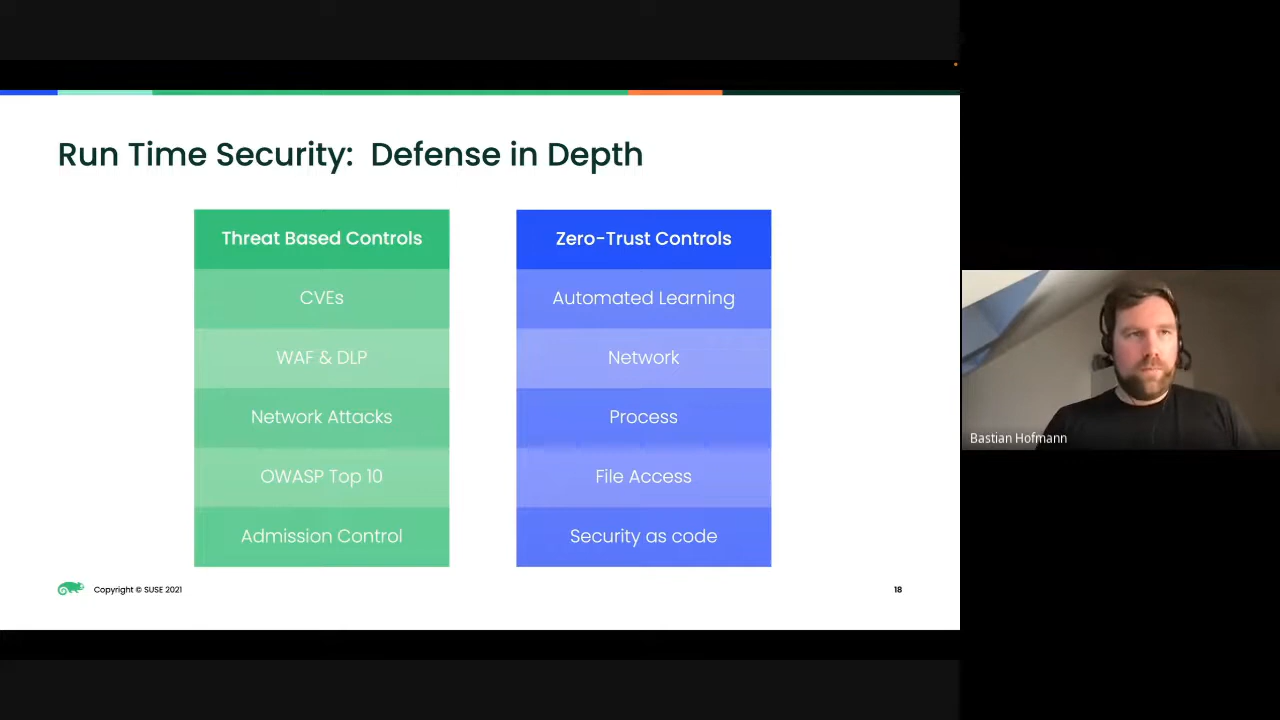 Run Time Security:  Defense in Depth
Threat Based Controls
CVEs
WAF & DLP
Network Attacks
OWASP Top 10
Admission Control
Zero-Trust Controls
Automated Learning
Network
Process
File Access
Security as code
Copyright © SUSE 2021
18
Bastian Hofmann